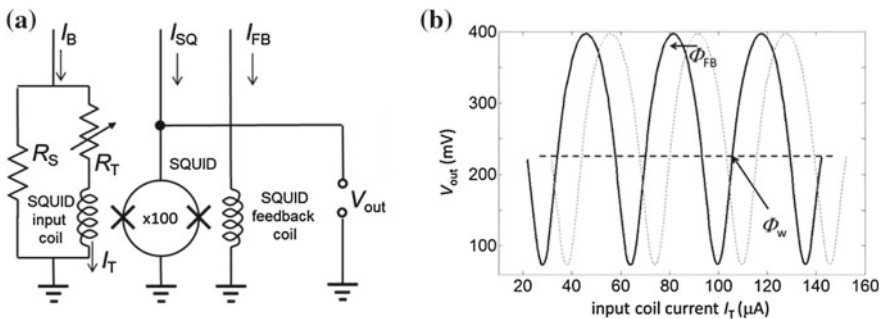 (a)
I_B
I_SQ
I_FB
R_S
R_T
SQUID
input
coil
I_T
SQUID
x100
SQUID
feedback
coil
V_out
(b)
V_out (mV)
400
300
200
100
Φ_FB
Φ_w
20 40 60 80 100 120 140 160
input coil current I_T (μA)